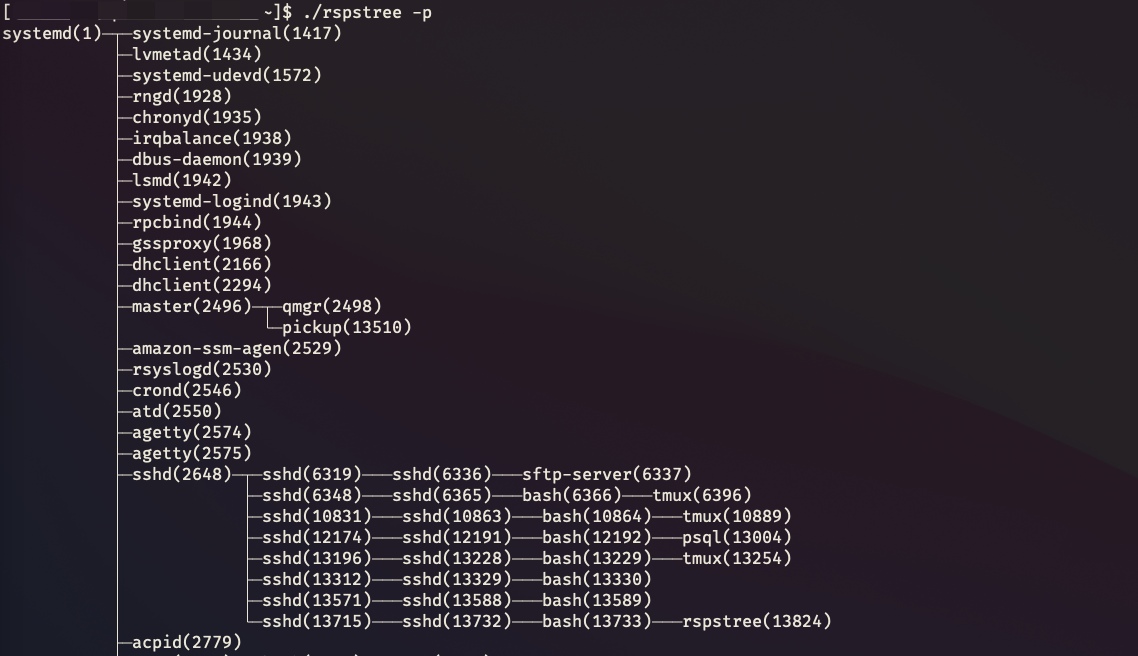 [ ~]$ ./rspstree -p
systemd(1)─┬─systemd-journal(1417)
├─lvmetad(1434)
├─systemd-udevd(1572)
├─rngd(1928)
├─chronyd(1935)
├─irqbalance(1938)
├─dbus-daemon(1939)
├─lsmd(1942)
├─systemd-logind(1943)
├─rpcbind(1944)
├─gssproxy(1968)
├─dhclient(2166)
├─dhclient(2294)
├─master(2496)─┬─qmgr(2498)
└─pickup(13510)
├─amazon-ssm-agen(2529)
├─rsyslogd(2530)
├─crond(2546)
├─atd(2550)
├─agetty(2574)
├─agetty(2575)
├─sshd(2648)─┬─sshd(6319)───sshd(6336)───sftp-server(6337)
├─sshd(6348)───sshd(6365)───bash(6366)───tmux(6396)
├─sshd(10831)───sshd(10863)───bash(10864)───tmux(10889)
├─sshd(12174)───sshd(12191)───bash(12192)───psql(13004)
├─sshd(13196)───sshd(13228)───bash(13229)───tmux(13254)
├─sshd(13312)───sshd(13329)───bash(13330)
├─sshd(13571)───sshd(13588)───bash(13589)
└─sshd(13715)───sshd(13732)───bash(13733)───rspstree(13824)
├─acpid(2779)